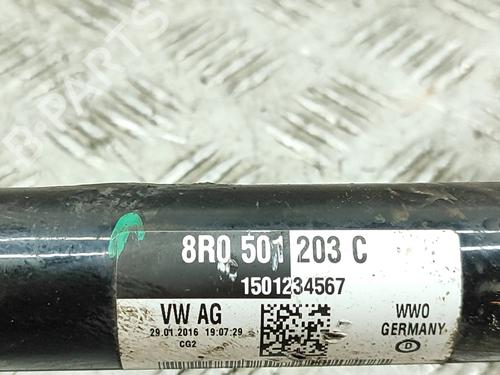 B-PARTS
8R0 501 203 C
1501234567
VW AG
29.01.2016 19:07:29
CG2
WWO
GERMANY
D